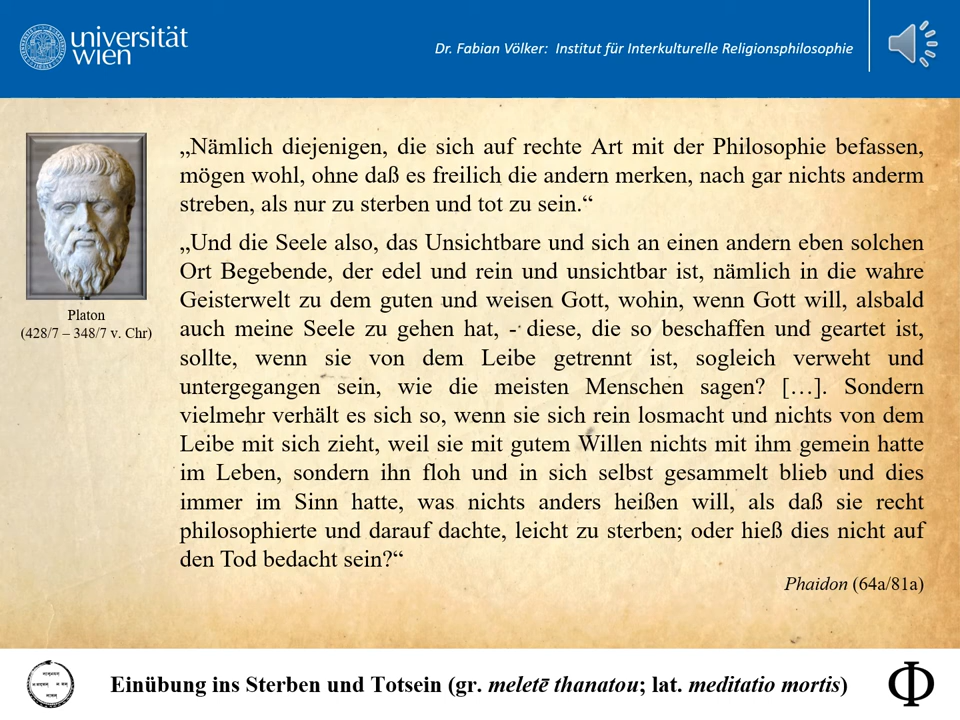 universität
wien
Dr. Fabian Völker: Institut für Interkulturelle Religionsphilosophie
„Nämlich diejenigen, die sich auf rechte Art mit der Philosophie befassen,
mögen wohl, ohne daß es freilich die andern merken, nach gar nichts anderm
streben, als nur zu sterben und tot zu sein.“
„Und die Seele also, das Unsichtbare und sich an einen andern eben solchen
Ort Begebende, der edel und rein und unsichtbar ist, nämlich in die wahre
Geisterwelt zu dem guten und weisen Gott, wohin, wenn Gott will, alsbald
auch meine Seele zu gehen hat, - diese, die so beschaffen und geartet ist,
sollte, wenn sie von dem Leibe getrennt ist, sogleich verweht und
untergegangen sein, wie die meisten Menschen sagen? […]. Sondern
vielmehr verhält es sich so, wenn sie sich rein losmacht und nichts von dem
Leibe mit sich zieht, weil sie mit gutem Willen nichts mit ihm gemein hatte
im Leben, sondern ihn floh und in sich selbst gesammelt blieb und dies
immer im Sinn hatte, was nichts anders heißen will, als daß sie recht
philosophierte und darauf dachte, leicht zu sterben; oder hieß dies nicht auf
den Tod bedacht sein?“
Phaidon (64a/81a)
Platon
(428/7 – 348/7 v. Chr)
Einübung ins Sterben und Totsein (gr. meletē thanatou; lat. meditatio mortis)
Φ